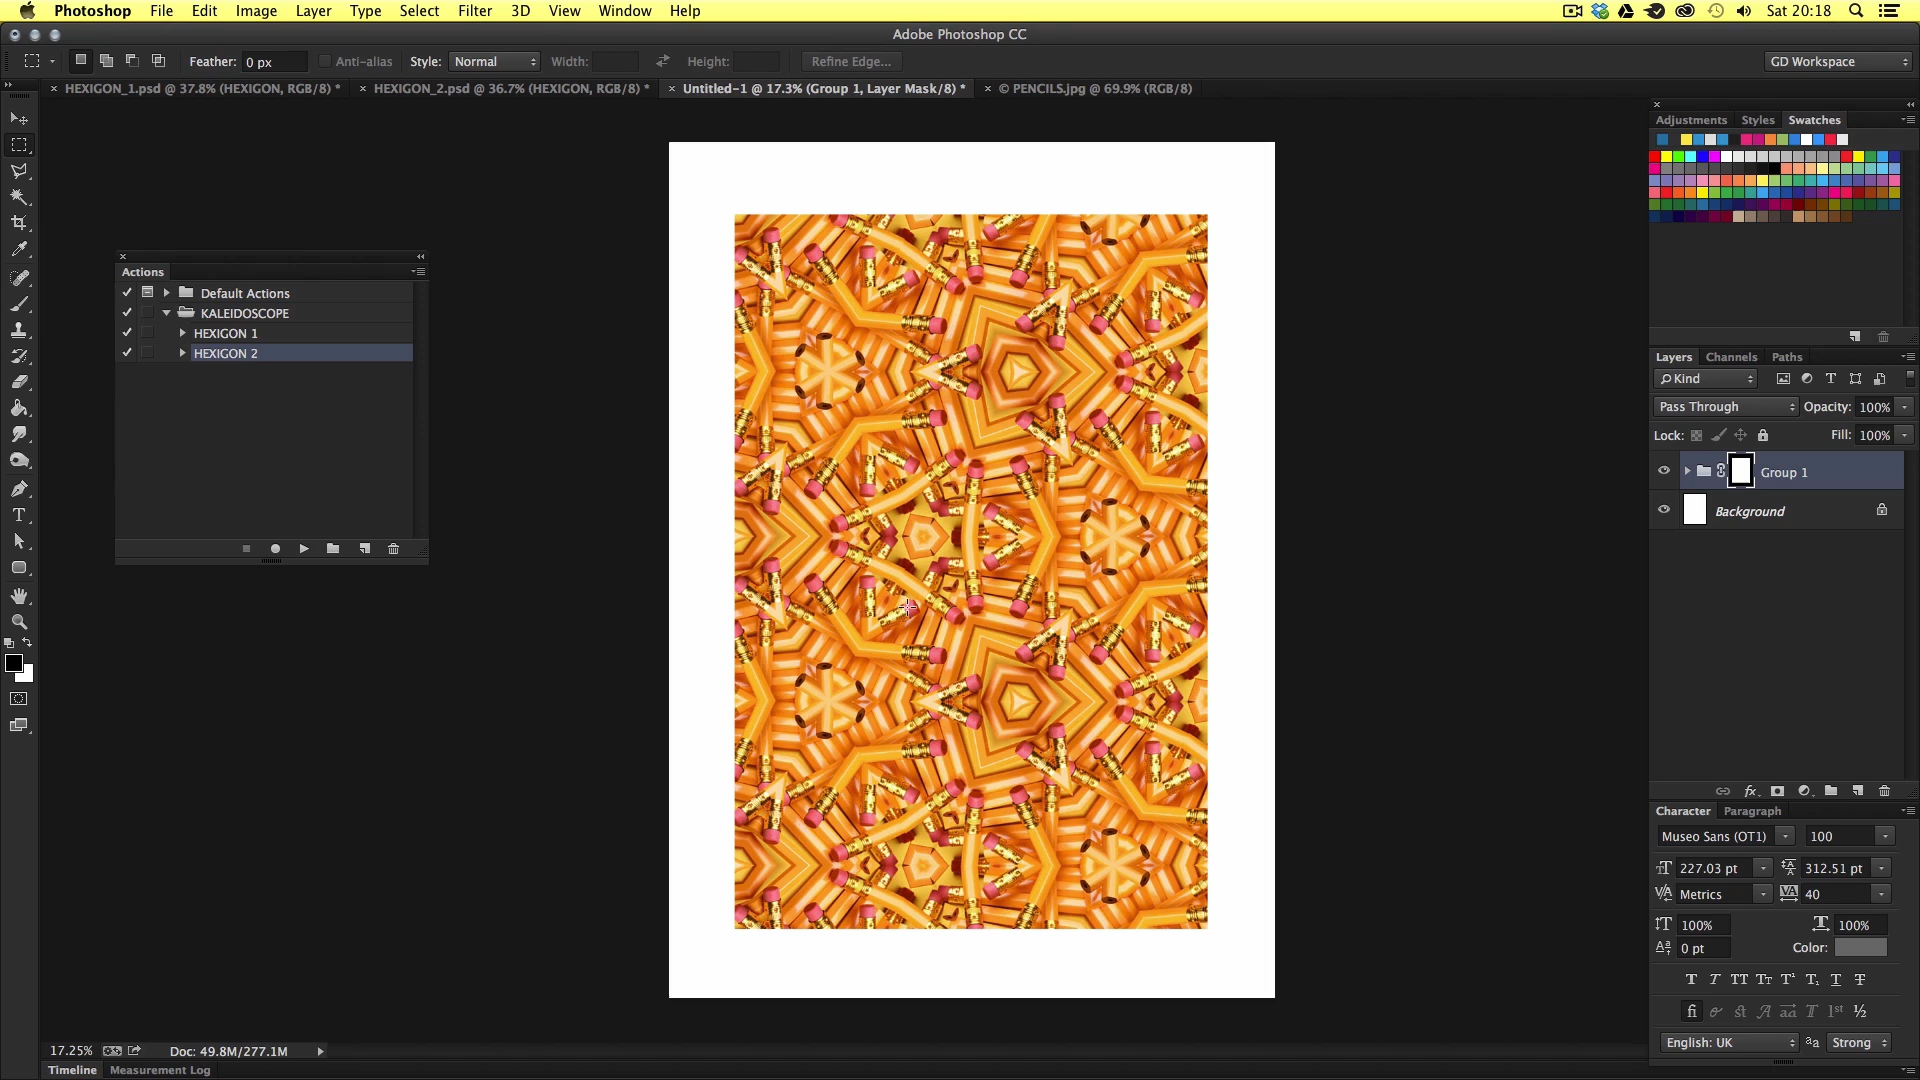 Photoshop File Edit Image Layer Type Select Filter 3D View Window Help Sat 20:18
Adobe Photoshop CC
Feather: 0 px Anti-alias Style: Normal Width: Height: Refine Edge... GD Workspace
HEXIGON_1.psd @ 37.8% (HEXIGON, RGB/8) * HEXIGON_2.psd @ 36.7% (HEXIGON, RGB/8) * Untitled-1 @ 17.3% (Group 1, Layer Mask/8) * © PENCILS.jpg @ 69.9% (RGB/8)
Adjustments Styles Swatches
Actions
Default Actions
KALEIDOSCOPE
HEXIGON 1
HEXIGON 2
Layers Channels Paths
Kind
Pass Through Opacity: 100%
Lock: Fill: 100%
Group 1
Background
Character Paragraph
Museo Sans (OT1) 100
227.03 pt 312.51 pt
Metrics 40
100% 100%
0 pt Color:
English: UK Strong
17.25% Doc: 49.8M/277.1M
Timeline Measurement Log